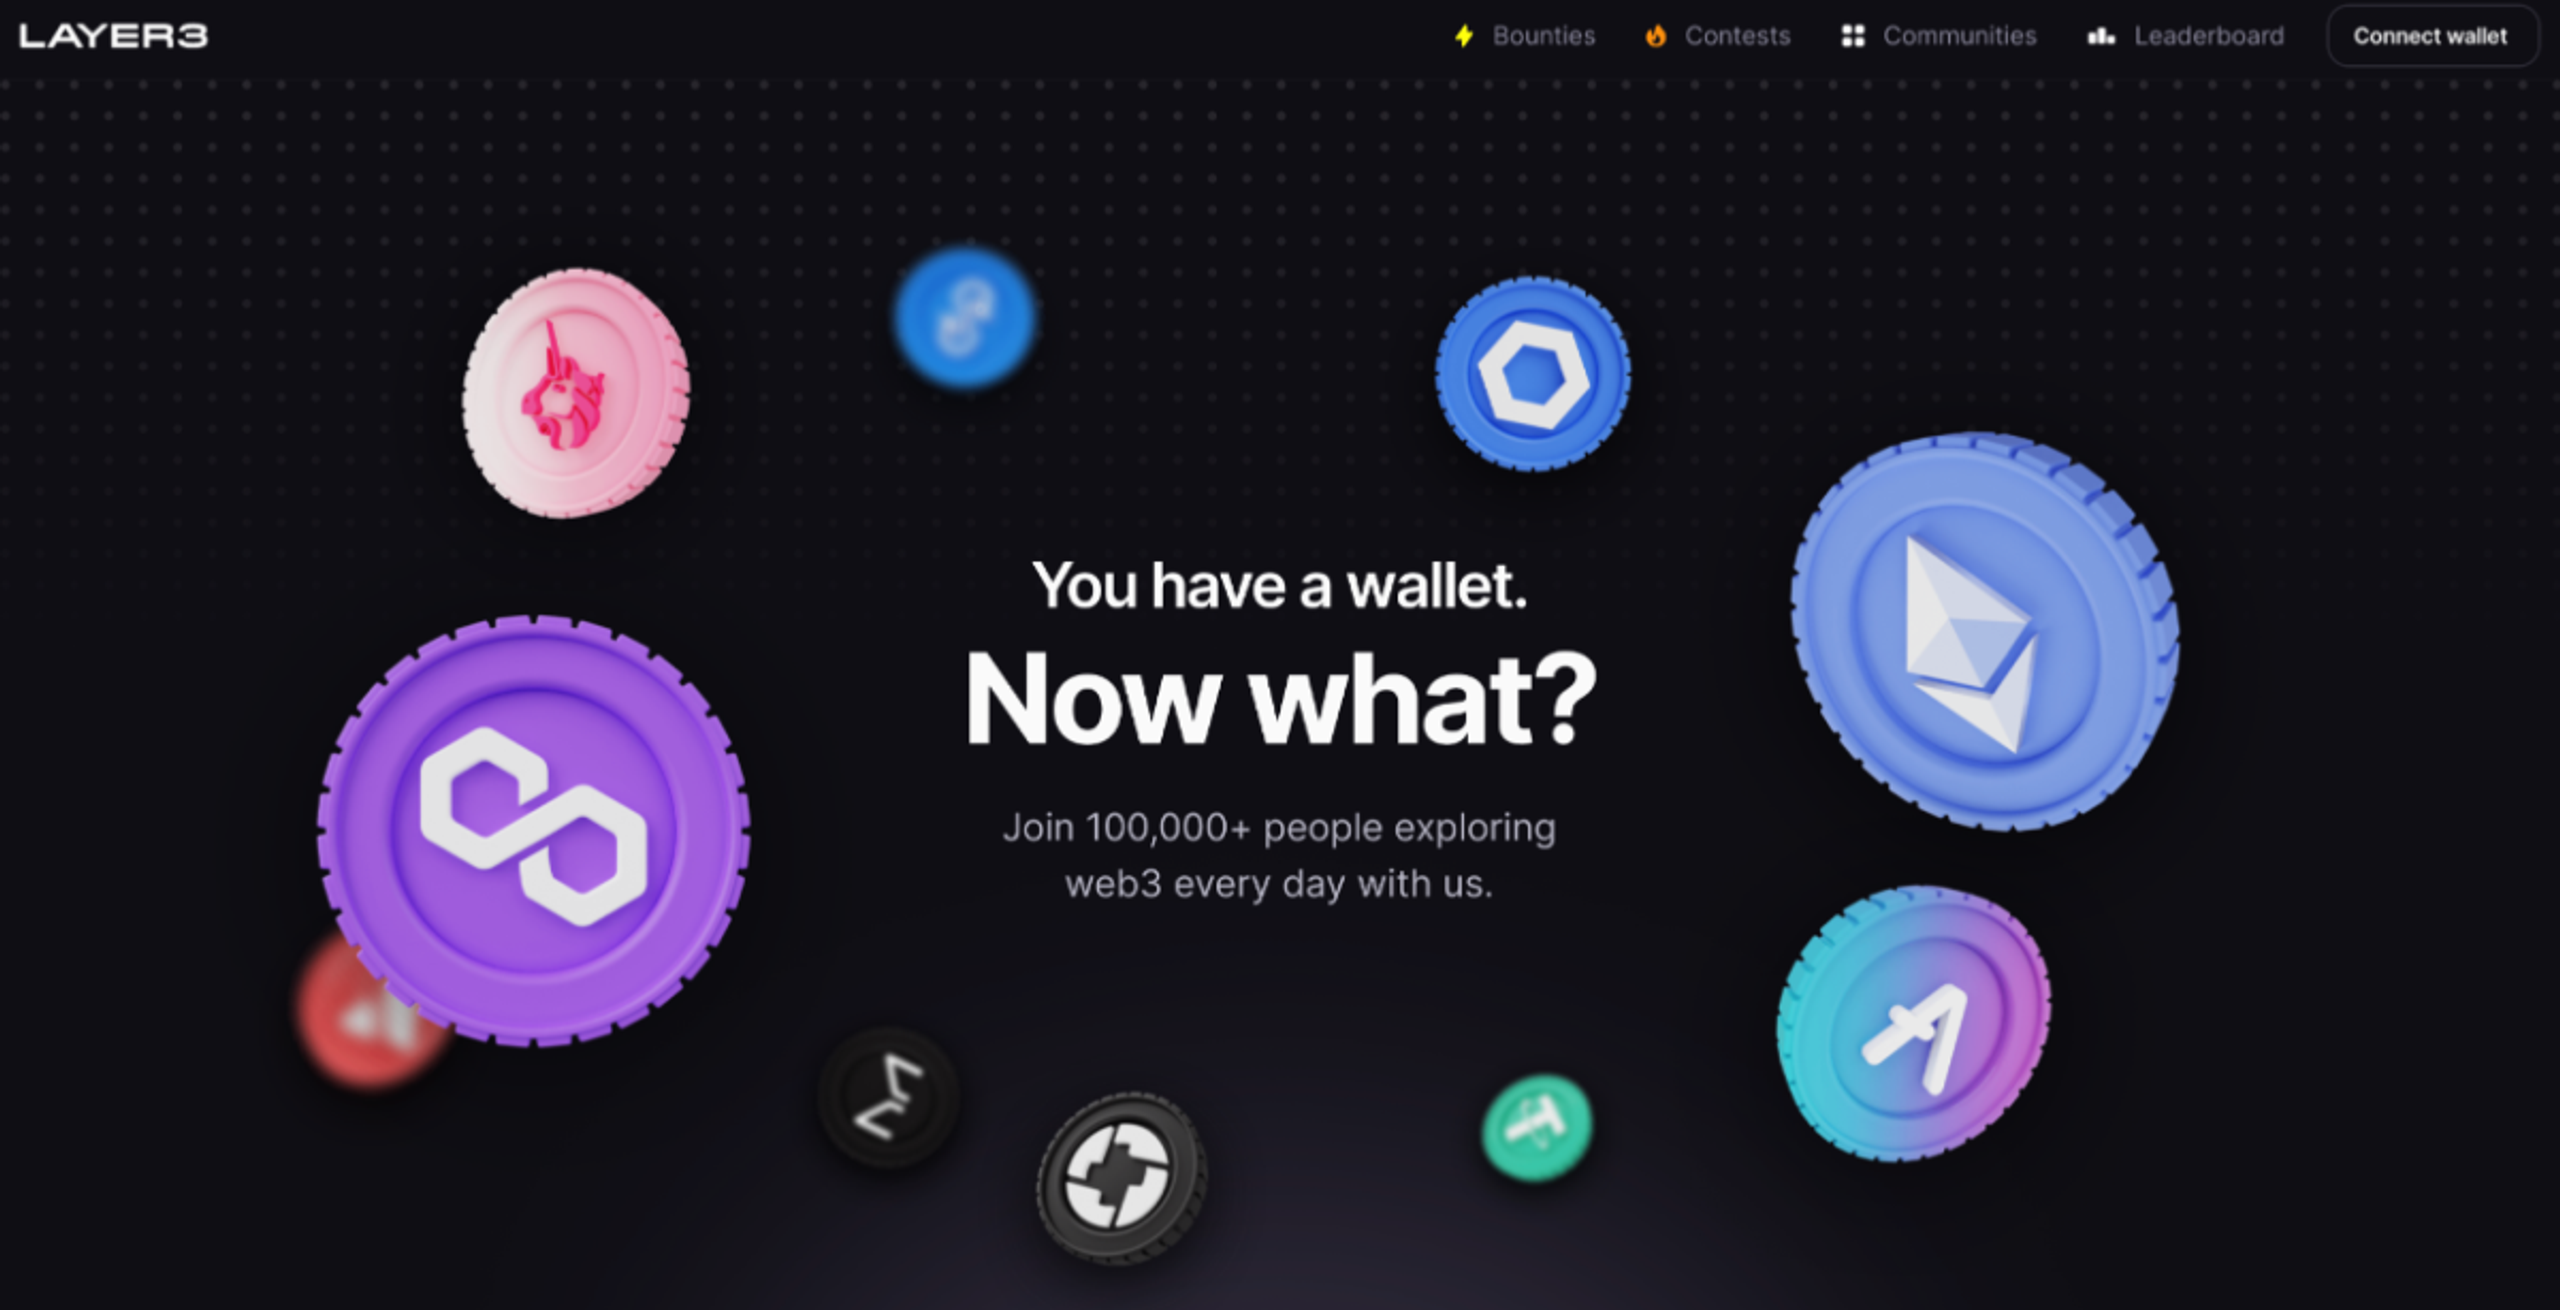 LAYER3
Bounties
Contests
Communities
Leaderboard
Connect wallet
You have a wallet.
Now what?
Join 100,000+ people exploring
web3 every day with us.